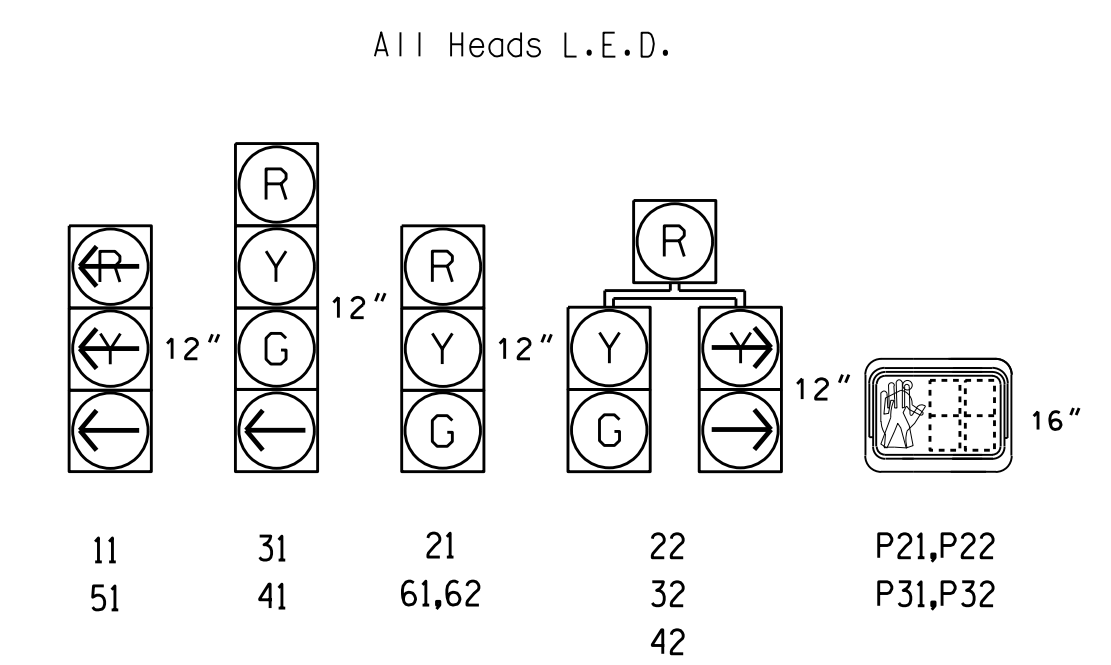 All Heads L.E.D.
R
Y
12"
R
Y
G
12"
R
Y
G
12"
R
Y
G
Y
12"
16"
11
51
31
41
21
61,62
22
32
42
P21,P22
P31,P32